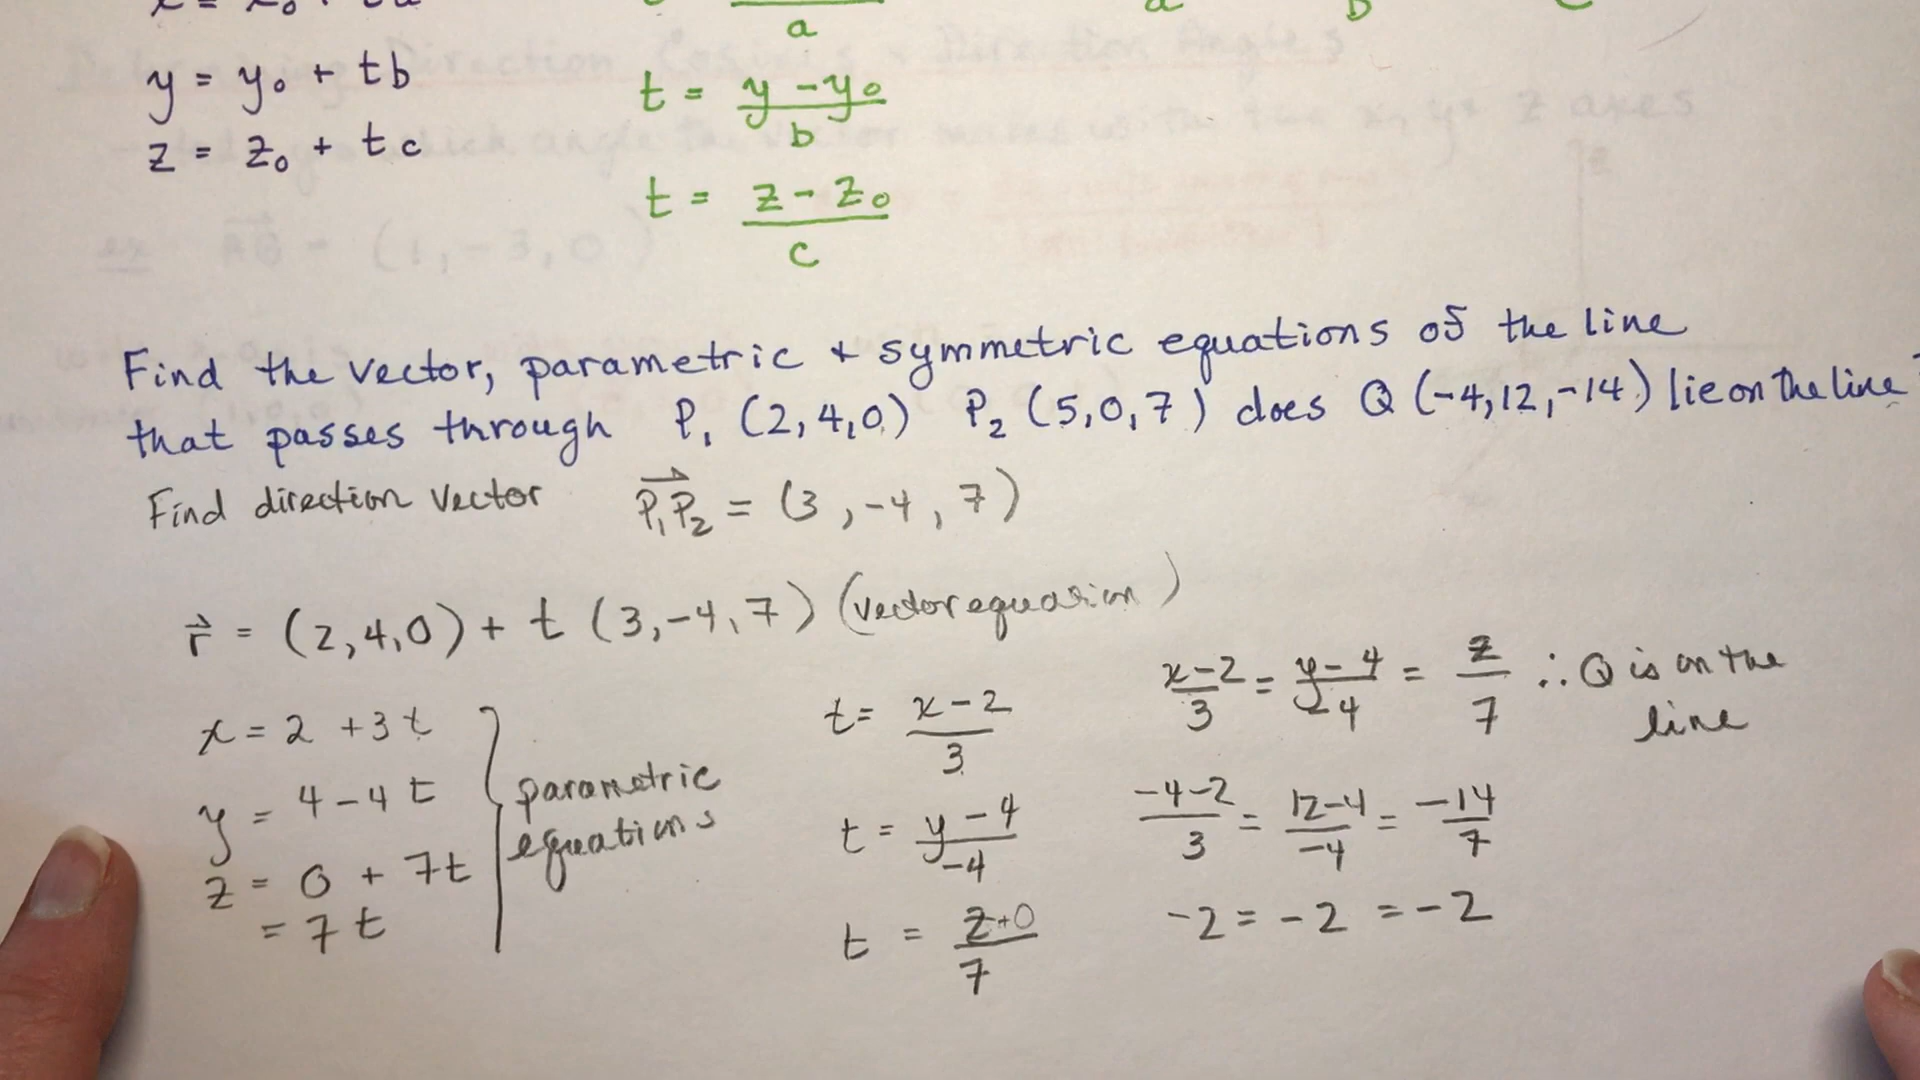 x = x₀ + ta
y = y₀ + tb
z = z₀ + tc
a
t = y - y₀ / b
t = z - z₀ / c
a b c
Find the vector, parametric + symmetric equations of the line
that passes through P₁ (2,4,0) P₂ (5,0,7) does Q (-4,12,-14) lie on the line?
Find direction vector P₁P₂ = (3, -4, 7)
r = (2,4,0) + t (3,-4,7) (vector equation)
x = 2 + 3t
y = 4 - 4t
z = 0 + 7t
= 7t
parametric
equations
t = x - 2 / 3
t = y - 4 / -4
t = z+0 / 7
x-2 / 3 = y-4 / -4 = z / 7 ∴ Q is on the
line
-4-2 / 3 = 12-4 / -4 = -14 / 7
-2 = -2 = -2